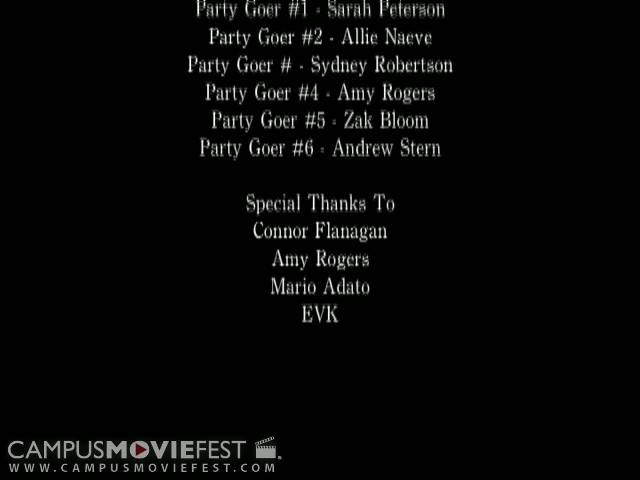 Party Goer #1 - Sarah Peterson
Party Goer #2 - Allie Naeve
Party Goer # - Sydney Robertson
Party Goer #4 - Amy Rogers
Party Goer #5 - Zak Bloom
Party Goer #6 - Andrew Stern
Special Thanks To
Connor Flanagan
Amy Rogers
Mario Adato
EVK
CAMPUSMOVIEFEST
WWW.CAMPUSMOVIEFEST.COM